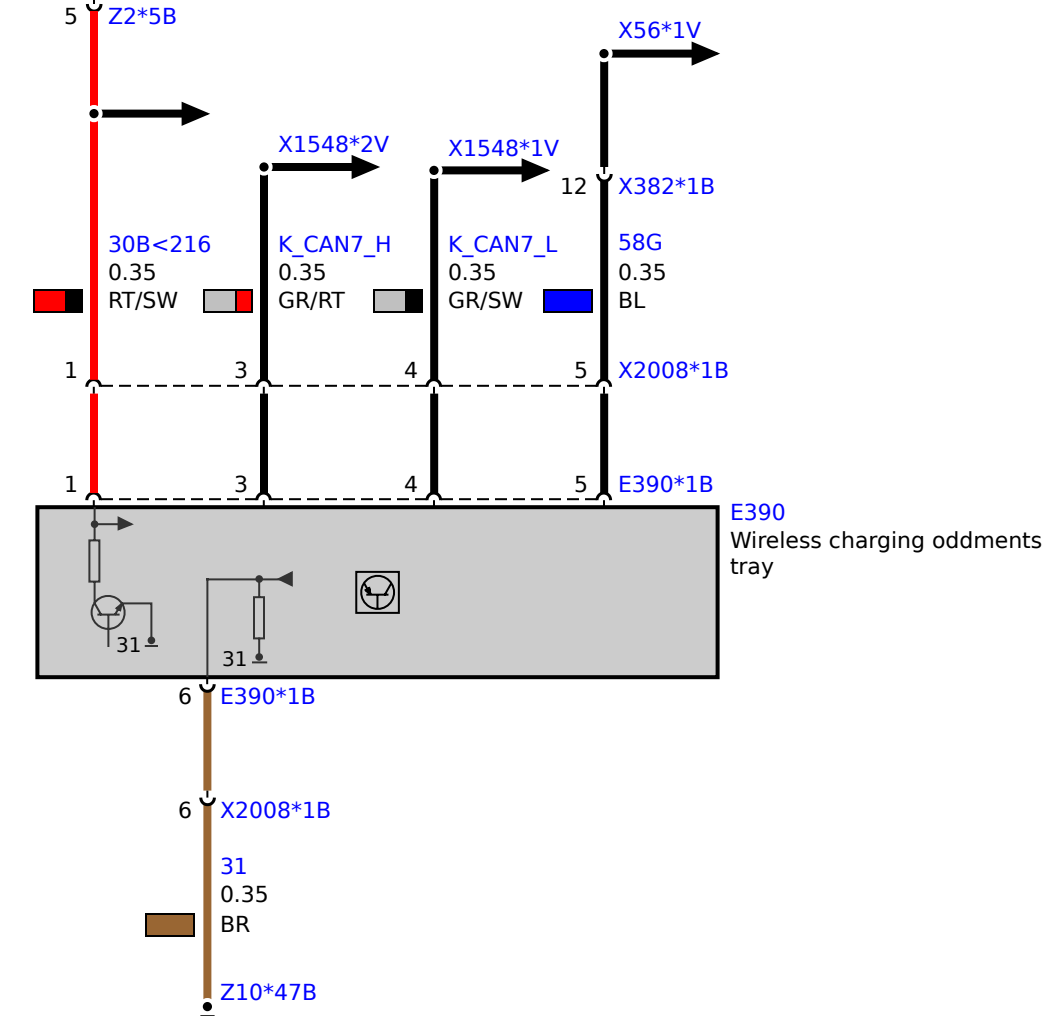 5 Z2*5B
X56*1V
X1548*2V
X1548*1V
12 X382*1B
30B<216
0.35
RT/SW
K_CAN7_H
0.35
GR/RT
K_CAN7_L
0.35
GR/SW
58G
0.35
BL
1 3 4 5 X2008*1B
1 3 4 5 E390*1B
E390
Wireless charging oddments
tray
31
31
6 E390*1B
6 X2008*1B
31
0.35
BR
Z10*47B